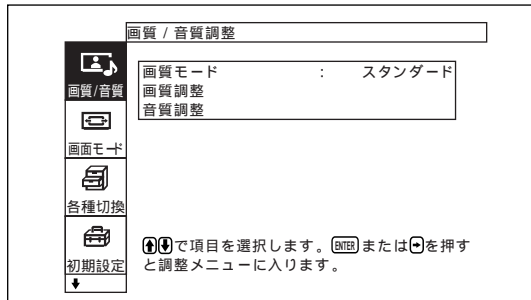 画質 / 音質調整
画質/音質
画面モード
各種切換
初期設定
画質モード : スタンダード
画質調整
音質調整
で項目を選択します。ENTERまたはを押す
と調整メニューに入ります。